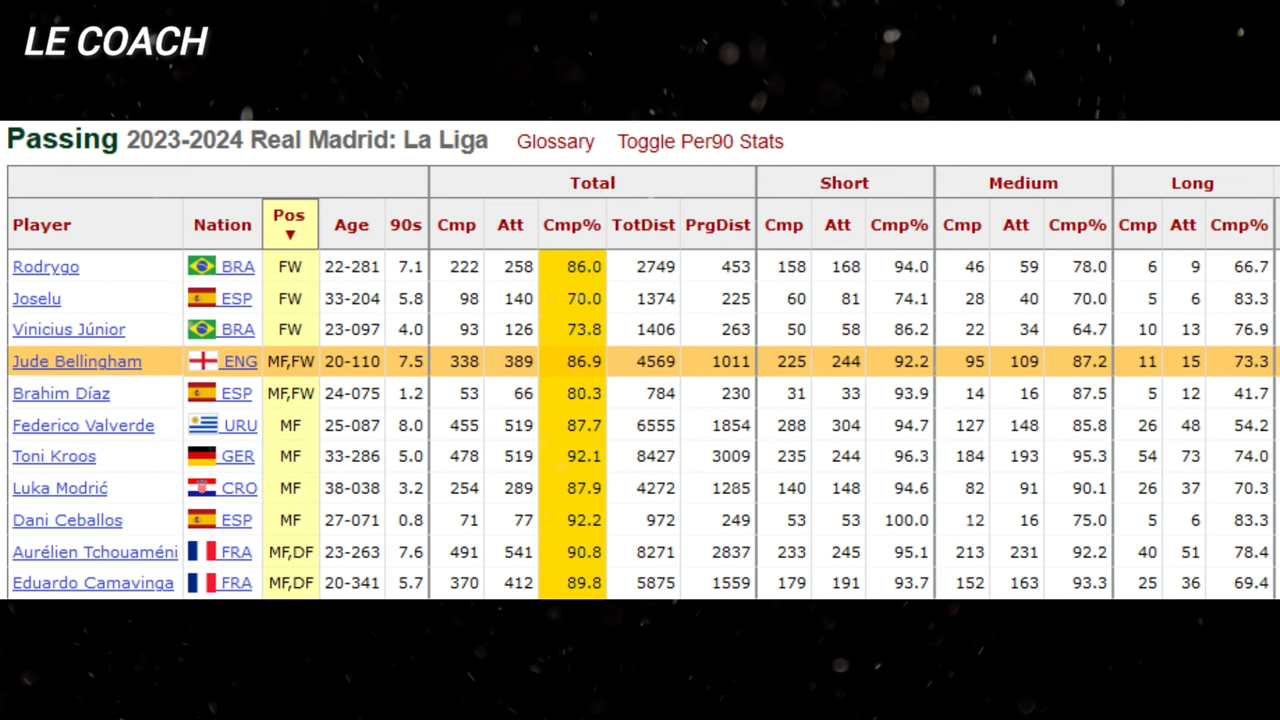 LE COACH
Passing 2023-2024 Real Madrid: La Liga Glossary Toggle Per90 Stats
Total Short Medium Long
Player Nation Pos ▼ Age 90s Cmp Att Cmp% TotDist PrgDist Cmp Att Cmp% Cmp Att Cmp% Cmp Att Cmp%
Rodrygo BRA FW 22-281 7.1 222 258 86.0 2749 453 158 168 94.0 46 59 78.0 6 9 66.7
Joselu ESP FW 33-204 5.8 98 140 70.0 1374 225 60 81 74.1 28 40 70.0 5 6 83.3
Vinicius Júnior BRA FW 23-097 4.0 93 126 73.8 1406 263 50 58 86.2 22 34 64.7 10 13 76.9
Jude Bellingham ENG MF,FW 20-110 7.5 338 389 86.9 4569 1011 225 244 92.2 95 109 87.2 11 15 73.3
Brahim Díaz ESP MF,FW 24-075 1.2 53 66 80.3 784 230 31 33 93.9 14 16 87.5 5 12 41.7
Federico Valverde URU MF 25-087 8.0 455 519 87.7 6555 1854 288 304 94.7 127 148 85.8 26 48 54.2
Toni Kroos GER MF 33-286 5.0 478 519 92.1 8427 3009 235 244 96.3 184 193 95.3 54 73 74.0
Luka Modrić CRO MF 38-038 3.2 254 289 87.9 4272 1285 140 148 94.6 82 91 90.1 26 37 70.3
Dani Ceballos ESP MF 27-071 0.8 71 77 92.2 972 249 53 53 100.0 12 16 75.0 5 6 83.3
Aurélien Tchouaméni FRA MF,DF 23-263 7.6 491 541 90.8 8271 2837 233 245 95.1 213 231 92.2 40 51 78.4
Eduardo Camavinga FRA MF,DF 20-341 5.7 370 412 89.8 5875 1559 179 191 93.7 152 163 93.3 25 36 69.4